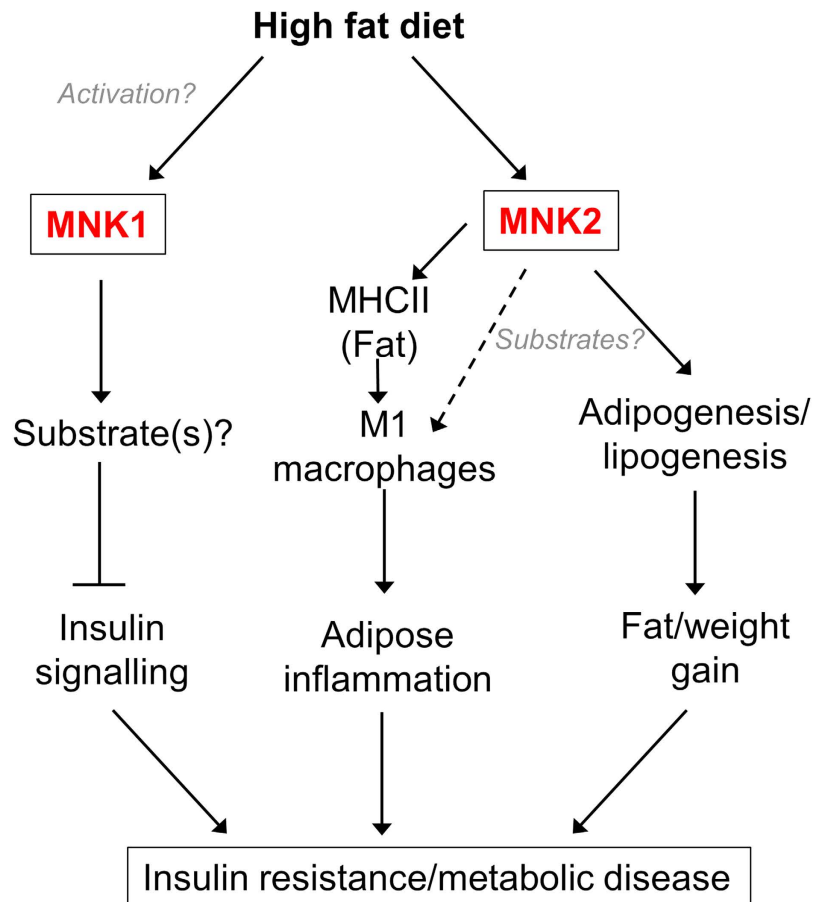 High fat diet
Activation?
MNK1
MNK2
MHCII
(Fat)
Substrates?
Substrate(s)?
M1
macrophages
Adipogenesis/
lipogenesis
Insulin
signalling
Adipose
inflammation
Fat/weight
gain
Insulin resistance/metabolic disease